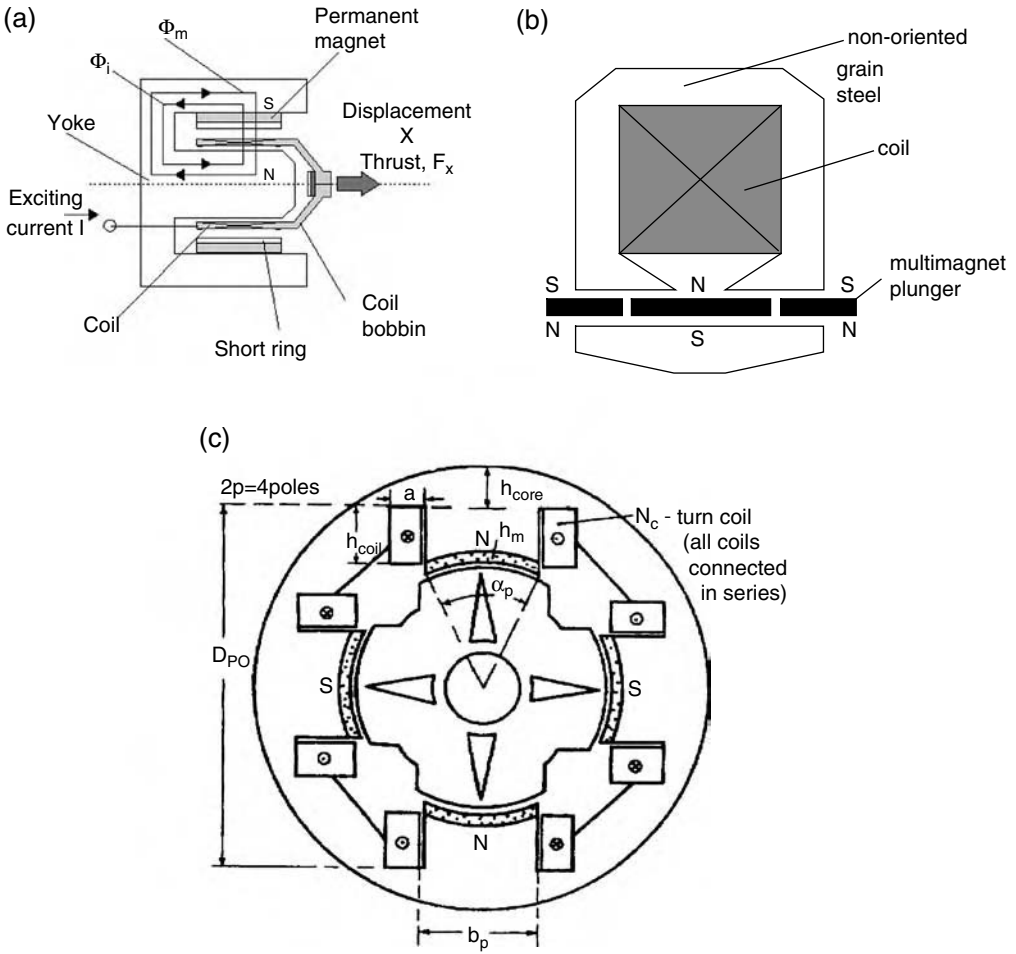 (a)
Φm
Φi
Permanent
magnet
S
Yoke
Displacement
X
Thrust, Fx
N
Exciting
current I
Coil
Coil
bobbin
Short ring
(b)
non-oriented
grain
steel
coil
S
N
S
multimagnet
plunger
N
S
N
(c)
2p=4poles
a
hcore
Nc - turn coil
(all coils
connected
in series)
hcoil
N
hm
αp
DPO
S
S
N
bp